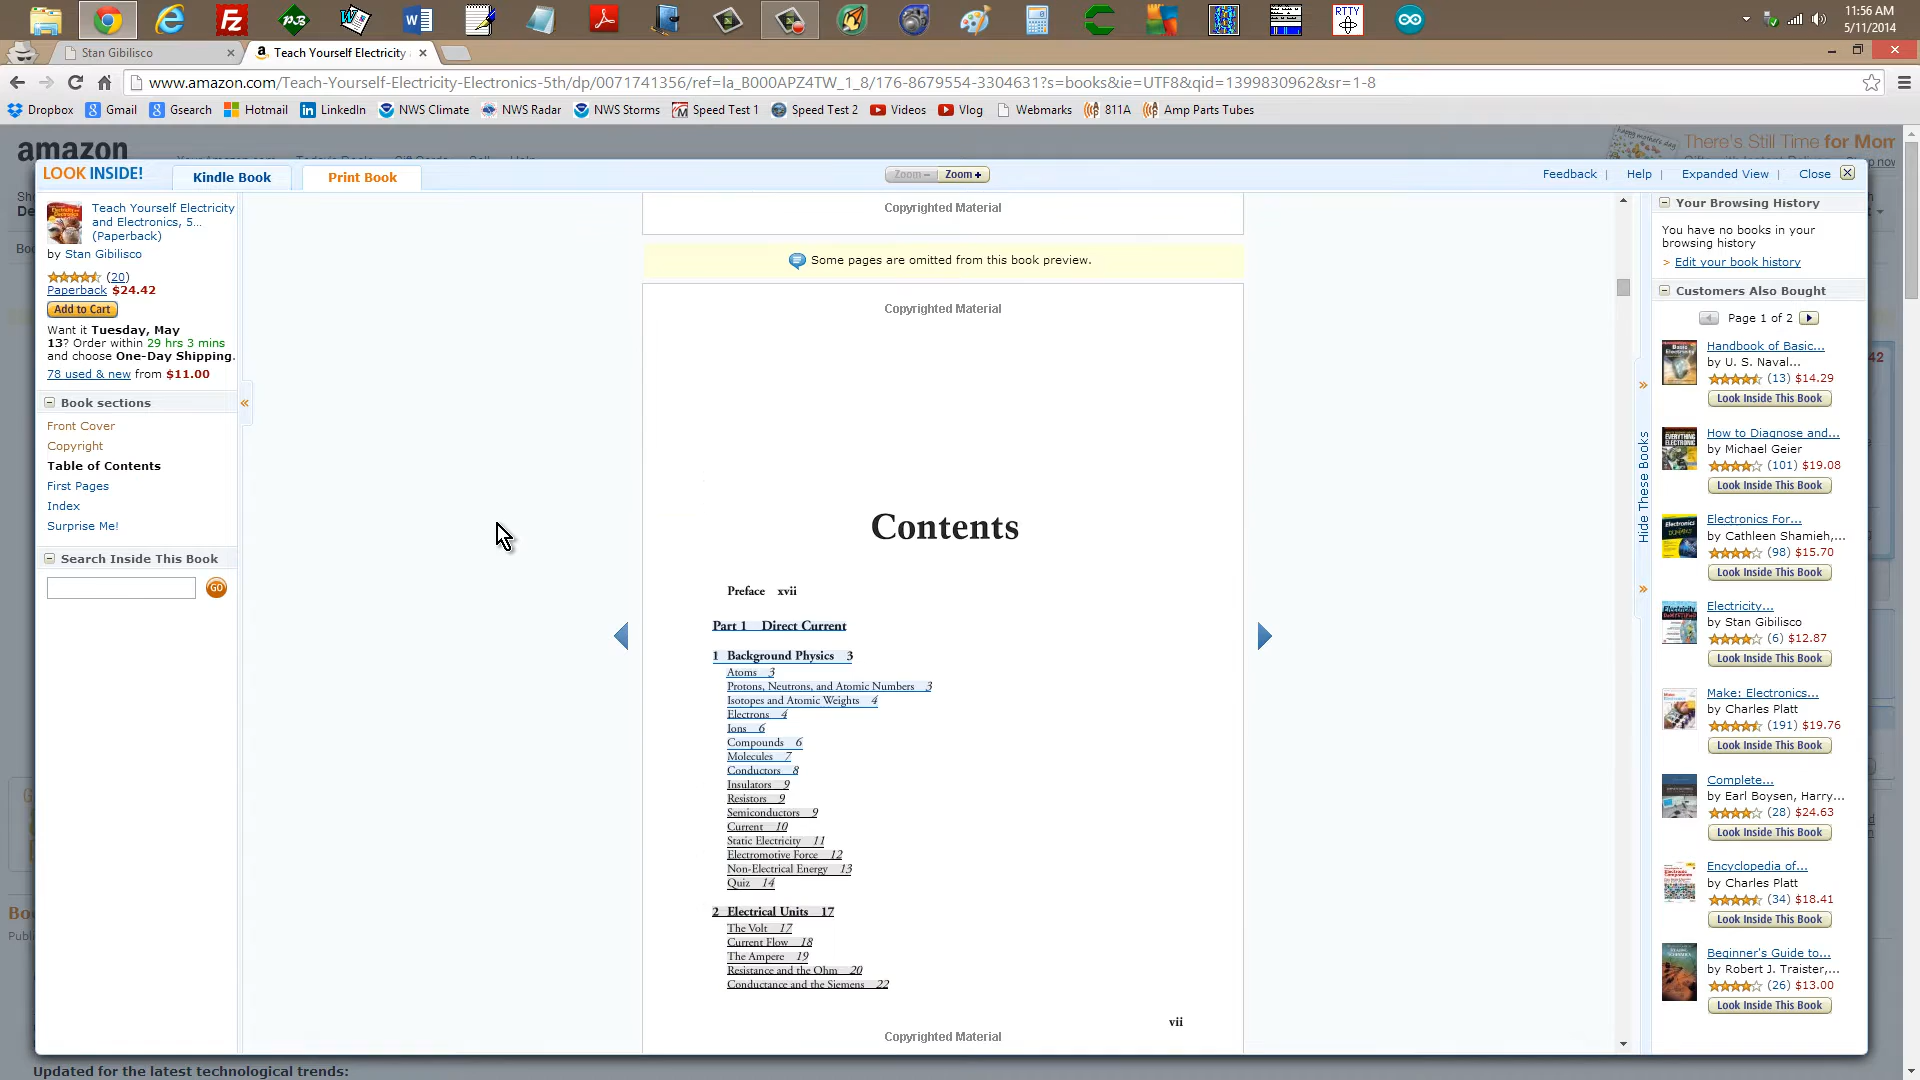 11:56 AM
5/11/2014
Stan Gibilisco
Teach Yourself Electricity
www.amazon.com/Teach-Yourself-Electricity-Electronics-5th/dp/0071741356/ref=la_B000APZ4TW_1_8/176-8679554-3304631?s=books&ie=UTF8&qid=1399830962&sr=1-8
Dropbox Gmail Gsearch Hotmail LinkedIn NWS Climate NWS Radar NWS Storms Speed Test 1 Speed Test 2 Videos Vlog Webmarks 811A Amp Parts Tubes
amazon
There's Still Time for Mom
LOOK INSIDE!
Kindle Book
Print Book
Zoom −
Zoom +
Feedback | Help | Expanded View | Close
Teach Yourself Electricity
and Electronics, 5...
(Paperback)
by Stan Gibilisco
(20)
Paperback $24.42
Add to Cart
Want it Tuesday, May
13? Order within 29 hrs 3 mins
and choose One-Day Shipping.
78 used & new from $11.00
Book sections
Front Cover
Copyright
Table of Contents
First Pages
Index
Surprise Me!
Search Inside This Book
GO
Copyrighted Material
Some pages are omitted from this book preview.
Copyrighted Material
Contents
Preface xvii
Part 1 Direct Current
1 Background Physics 3
Atoms 3
Protons, Neutrons, and Atomic Numbers 3
Isotopes and Atomic Weights 4
Electrons 4
Ions 6
Compounds 6
Molecules 7
Conductors 8
Insulators 9
Resistors 9
Semiconductors 9
Current 10
Static Electricity 11
Electromotive Force 12
Non-Electrical Energy 13
Quiz 14
2 Electrical Units 17
The Volt 17
Current Flow 18
The Ampere 19
Resistance and the Ohm 20
Conductance and the Siemens 22
vii
Copyrighted Material
Hide These Books
Your Browsing History
You have no books in your
browsing history
> Edit your book history
Customers Also Bought
Page 1 of 2
Handbook of Basic...
by U. S. Naval...
(13) $14.29
Look Inside This Book
How to Diagnose and...
by Michael Geier
(101) $19.08
Look Inside This Book
Electronics For...
by Cathleen Shamieh,...
(98) $15.70
Look Inside This Book
Electricity...
by Stan Gibilisco
(6) $12.87
Look Inside This Book
Make: Electronics...
by Charles Platt
(191) $19.76
Look Inside This Book
Complete...
by Earl Boysen, Harry...
(28) $24.63
Look Inside This Book
Encyclopedia of...
by Charles Platt
(34) $18.41
Look Inside This Book
Beginner's Guide to...
by Robert J. Traister,...
(26) $13.00
Look Inside This Book
Updated for the latest technological trends: